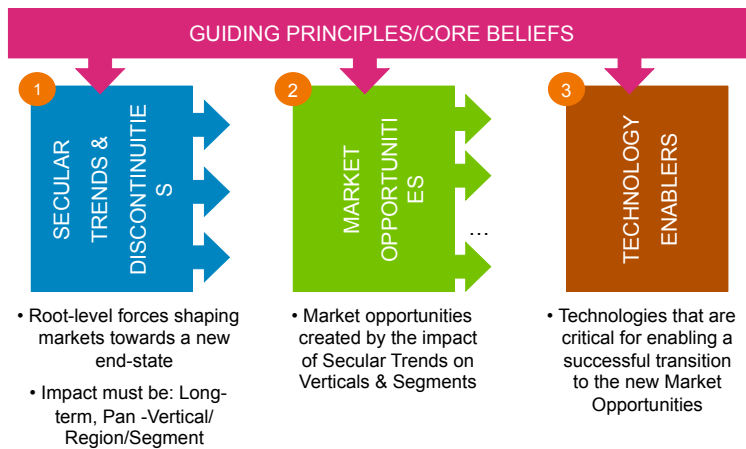 GUIDING PRINCIPLES/CORE BELIEFS
1
SECULAR
TRENDS &
DISCONTINUITIE
S
• Root-level forces shaping
markets towards a new
end-state
• Impact must be: Long-
term, Pan -Vertical/
Region/Segment
2
MARKET
OPPORTUNITI
ES
...
• Market opportunities
created by the impact
of Secular Trends on
Verticals & Segments
3
TECHNOLOGY
ENABLERS
• Technologies that are
critical for enabling a
successful transition
to the new Market
Opportunities